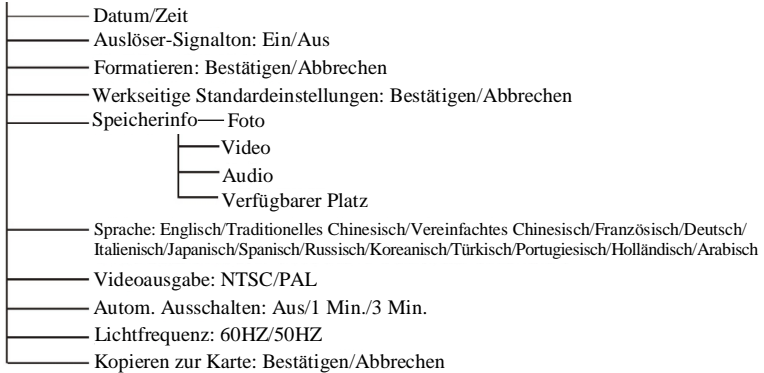 Datum/Zeit
Auslöser-Signalton: Ein/Aus
Formatieren: Bestätigen/Abbrechen
Werkseitige Standardeinstellungen: Bestätigen/Abbrechen
Speicherinfo Foto
Video
Audio
Verfügbarer Platz
Sprache: Englisch/Traditionelles Chinesisch/Vereinfachtes Chinesisch/Französisch/Deutsch/
Italienisch/Japanisch/Spanisch/Russisch/Koreanisch/Türkisch/Portugiesisch/Holländisch/Arabisch
Videoausgabe: NTSC/PAL
Autom. Ausschalten: Aus/1 Min./3 Min.
Lichtfrequenz: 60HZ/50HZ
Kopieren zur Karte: Bestätigen/Abbrechen